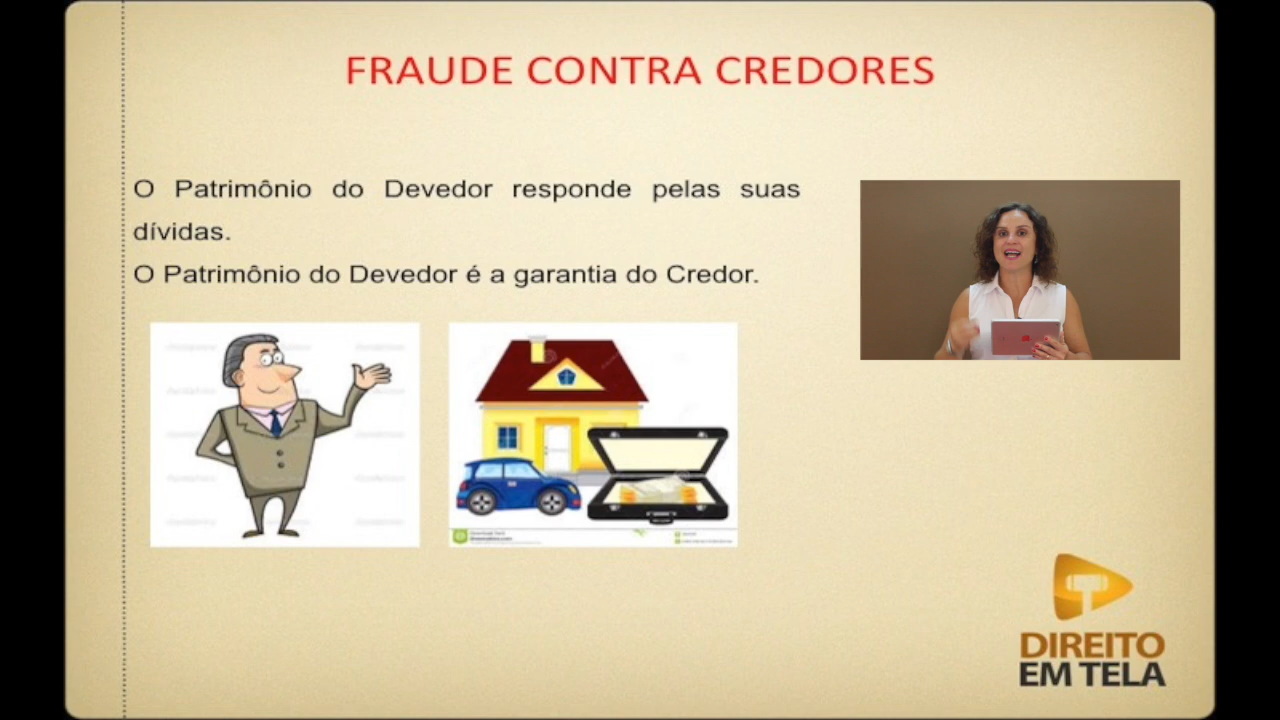 FRAUDE CONTRA CREDORES
O Patrimônio do Devedor responde pelas suas
dívidas.
O Patrimônio do Devedor é a garantia do Credor.
DIREITO
EM TELA